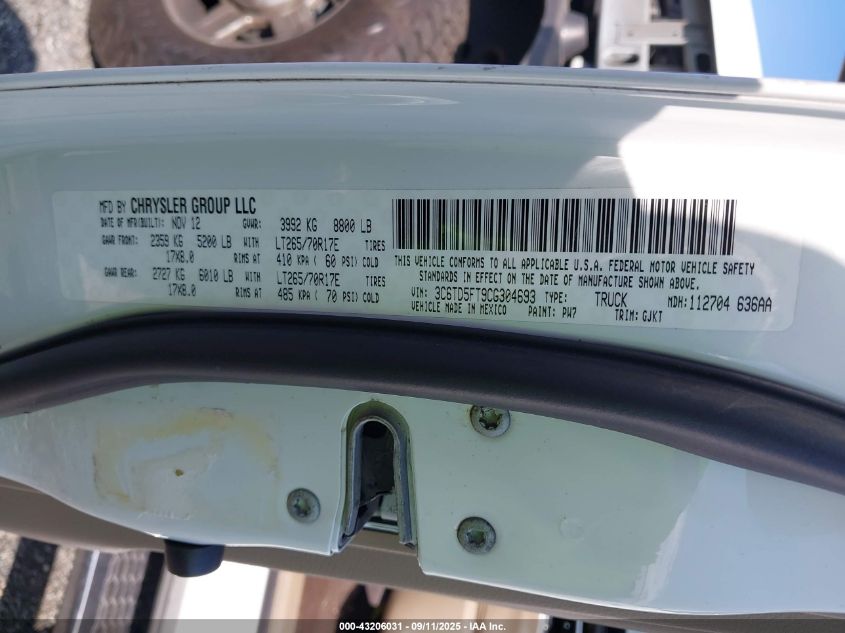 MFD BY CHRYSLER GROUP LLC
DATE OF MFR(BUILT): NOV 12 GVWR: 3992 KG 8800 LB
GAWR FRONT: 2359 KG 5200 LB WITH LT265/70R17E TIRES
17X8.0 RIMS AT 410 KPA ( 60 PSI) COLD
GAWR REAR: 2727 KG 6010 LB WITH LT265/70R17E TIRES
17X8.0 RIMS AT 485 KPA ( 70 PSI) COLD
THIS VEHICLE CONFORMS TO ALL APPLICABLE U.S.A. FEDERAL MOTOR VEHICLE SAFETY
STANDARDS IN EFFECT ON THE DATE OF MANUFACTURE SHOWN ABOVE.
VIN: 3C6TD5FT9CG304693 TYPE: TRUCK MDH: 112704 636AA
VEHICLE MADE IN MEXICO PAINT: PW7 TRIM: GJKT
000-43206031 - 09/11/2025 - IAA Inc.